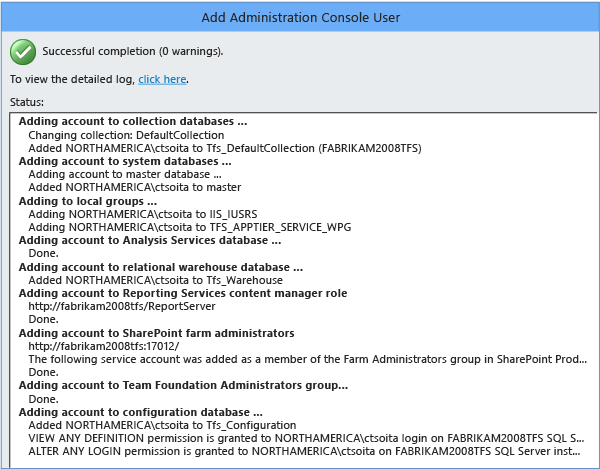 Add Administration Console User
Successful completion (0 warnings).
To view the detailed log, click here.
Status:
Adding account to collection databases ...
Changing collection: DefaultCollection
Added NORTHAMERICA\ctsoita to Tfs_DefaultCollection (FABRIKAM2008TFS)
Adding account to system databases ...
Adding account to master database ...
Added NORTHAMERICA\ctsoita to master
Adding to local groups ...
Adding NORTHAMERICA\ctsoita to IIS_IUSRS
Adding NORTHAMERICA\ctsoita to TFS_APPTIER_SERVICE_WPG
Adding account to Analysis Services database ...
Done.
Adding account to relational warehouse database ...
Added NORTHAMERICA\ctsoita to Tfs_Warehouse
Adding account to Reporting Services content manager role
http://fabrikam2008tfs/ReportServer
Done.
Adding account to SharePoint farm administrators
http://fabrikam2008tfs:17012/
The following service account was added as a member of the Farm Administrators group in SharePoint Prod...
Done.
Adding account to Team Foundation Administrators group...
Done.
Adding account to configuration database ...
Added NORTHAMERICA\ctsoita to Tfs_Configuration
VIEW ANY DEFINITION permission is granted to NORTHAMERICA\ctsoita login on FABRIKAM2008TFS SQL S...
ALTER ANY LOGIN permission is granted to NORTHAMERICA\ctsoita on FABRIKAM2008TFS SQL Server inst...